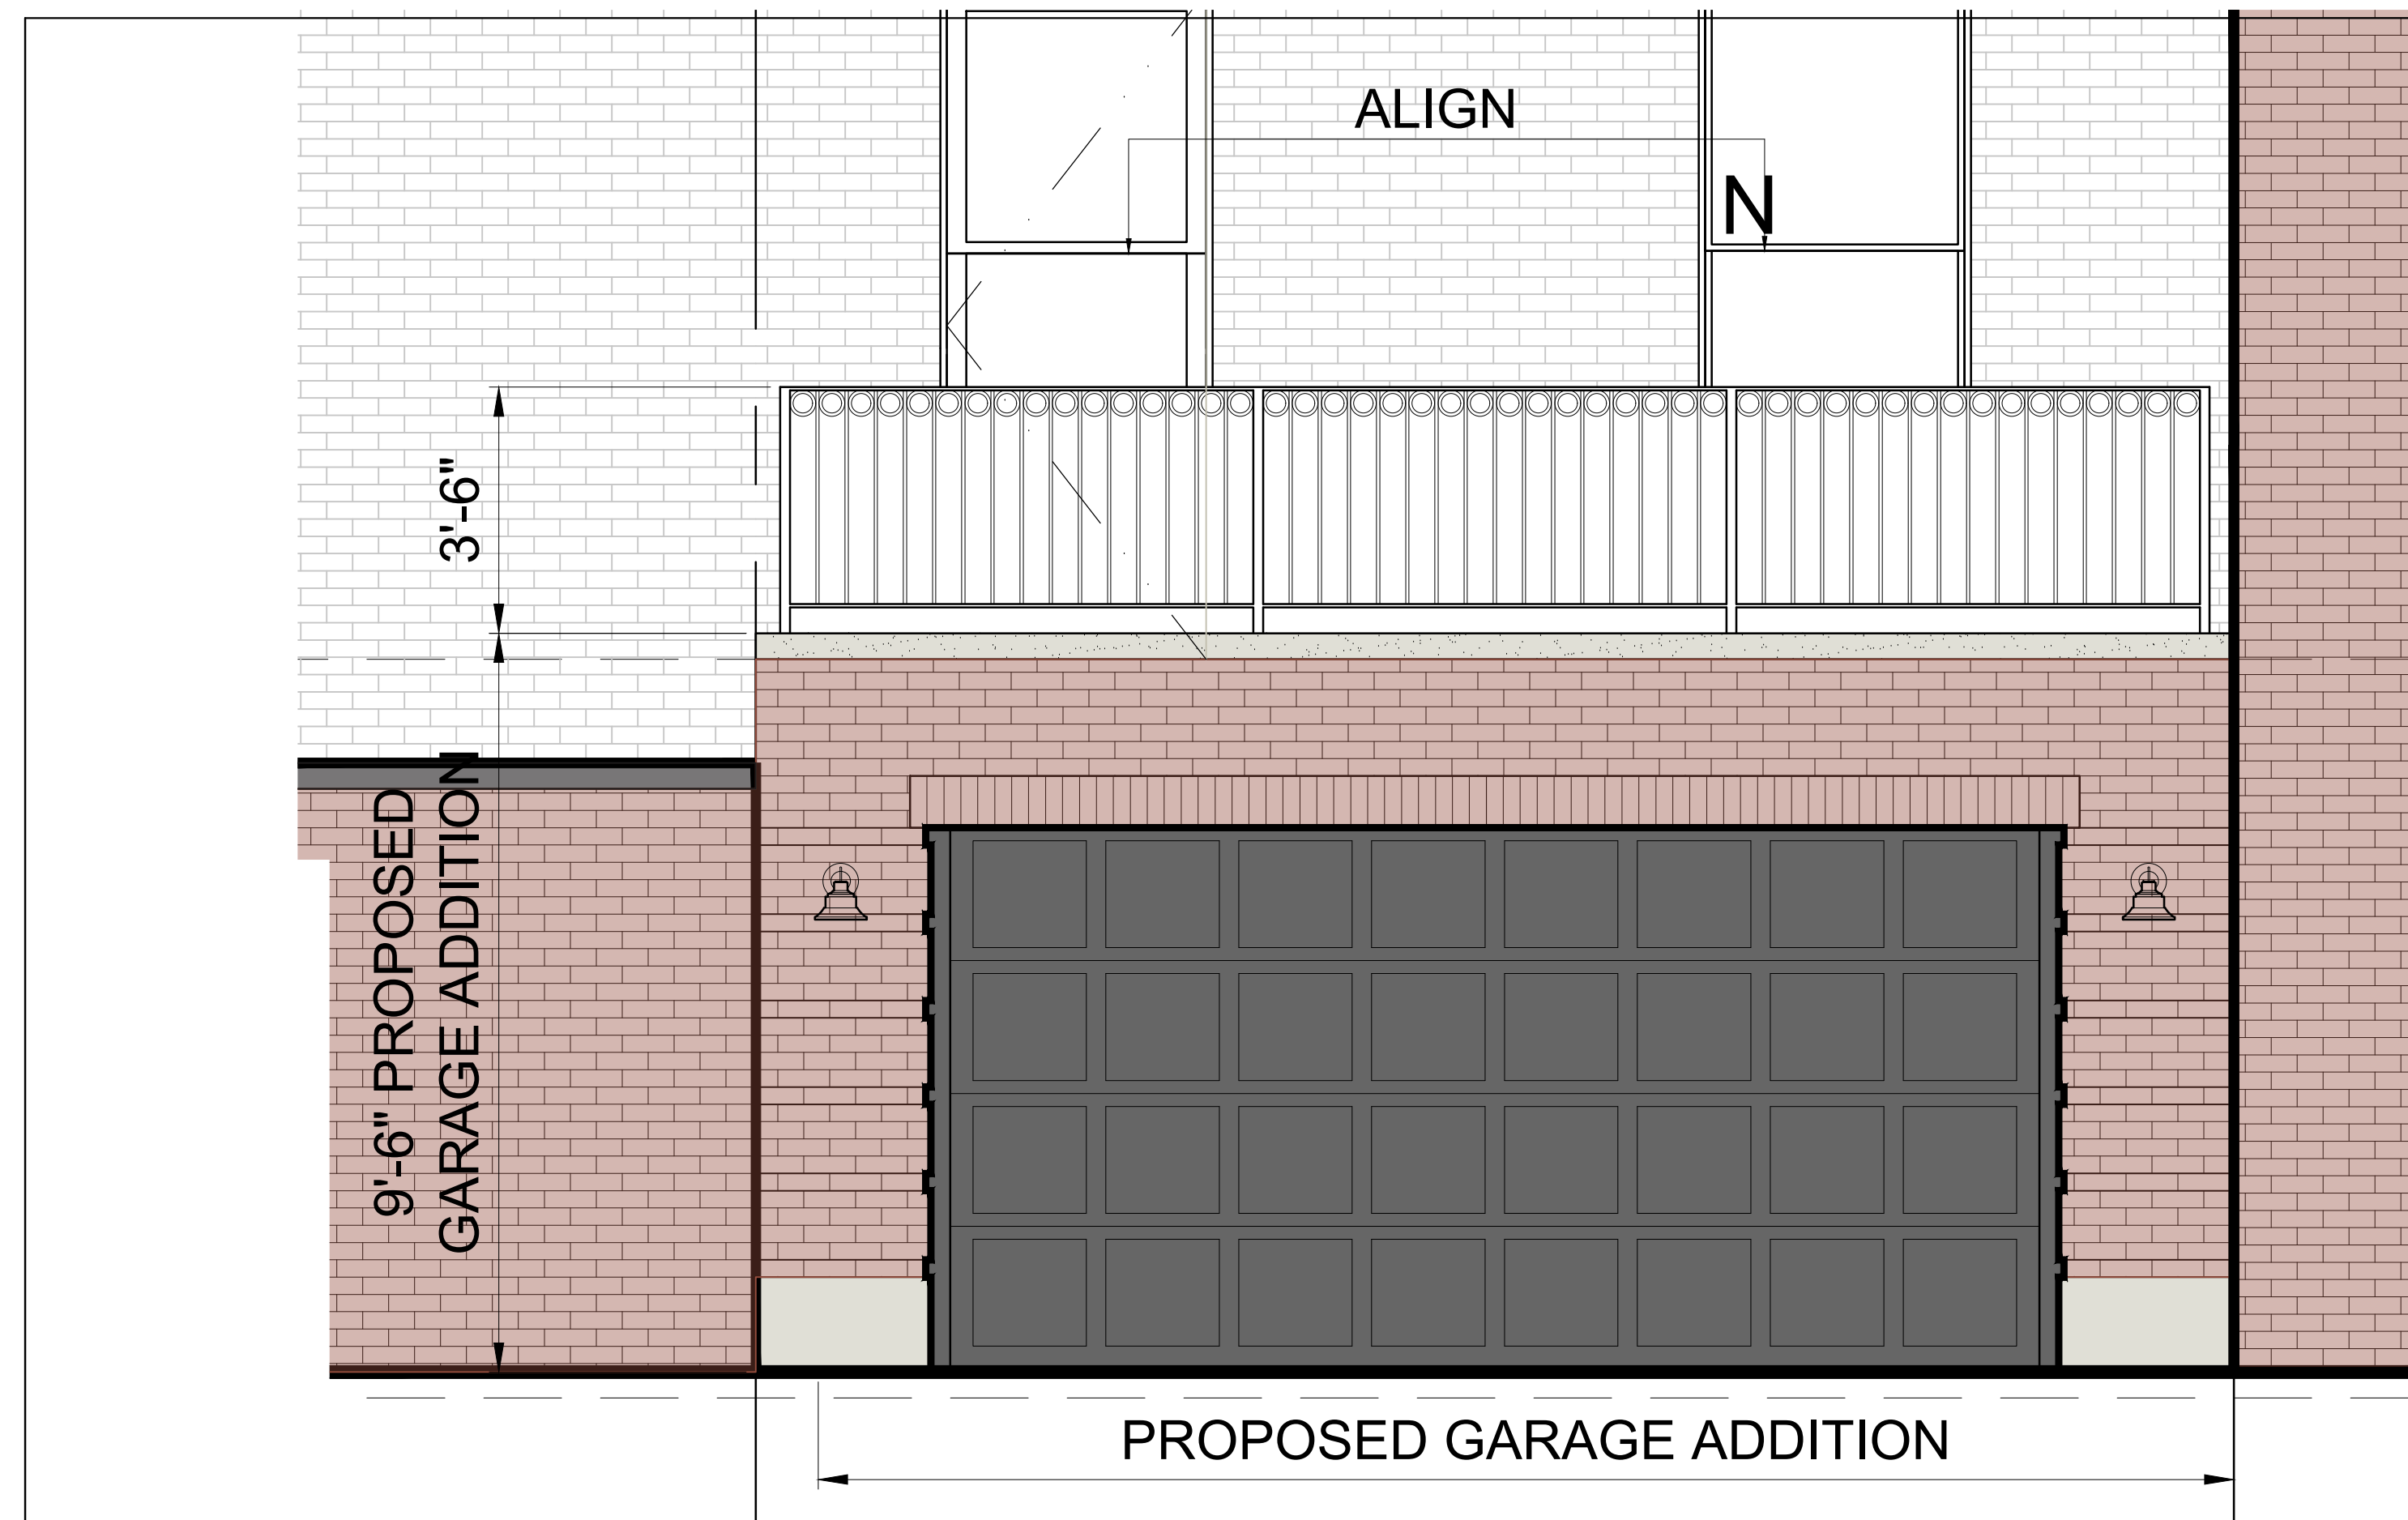 ALIGN
N
3'-6"
9'-6" PROPOSED
GARAGE ADDITION
PROPOSED GARAGE ADDITION